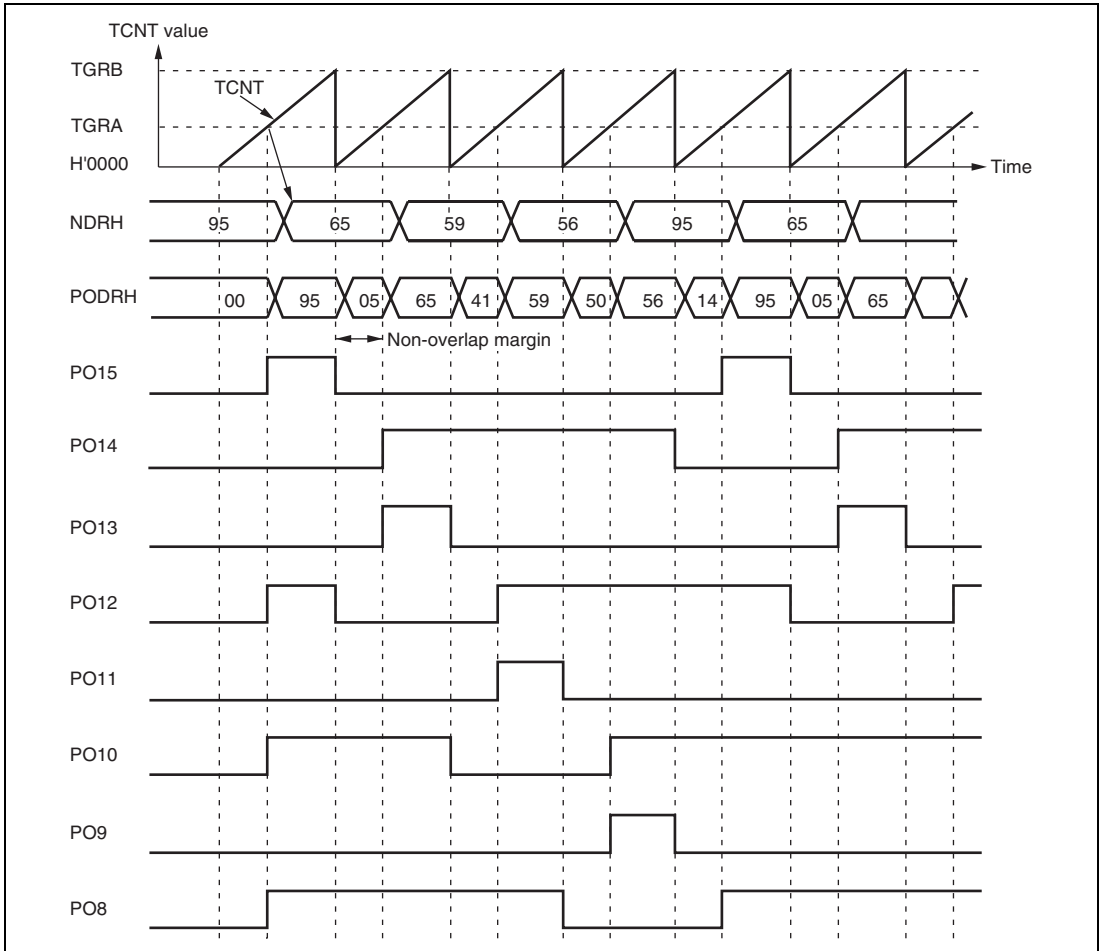 TCNT value
TGRB
TCNT
TGRA
H'0000
Time
NDRH 95 65 59 56 95 65
PODRH 00 95 05 65 41 59 50 56 14 95 05 65
Non-overlap margin
PO15
PO14
PO13
PO12
PO11
PO10
PO9
PO8